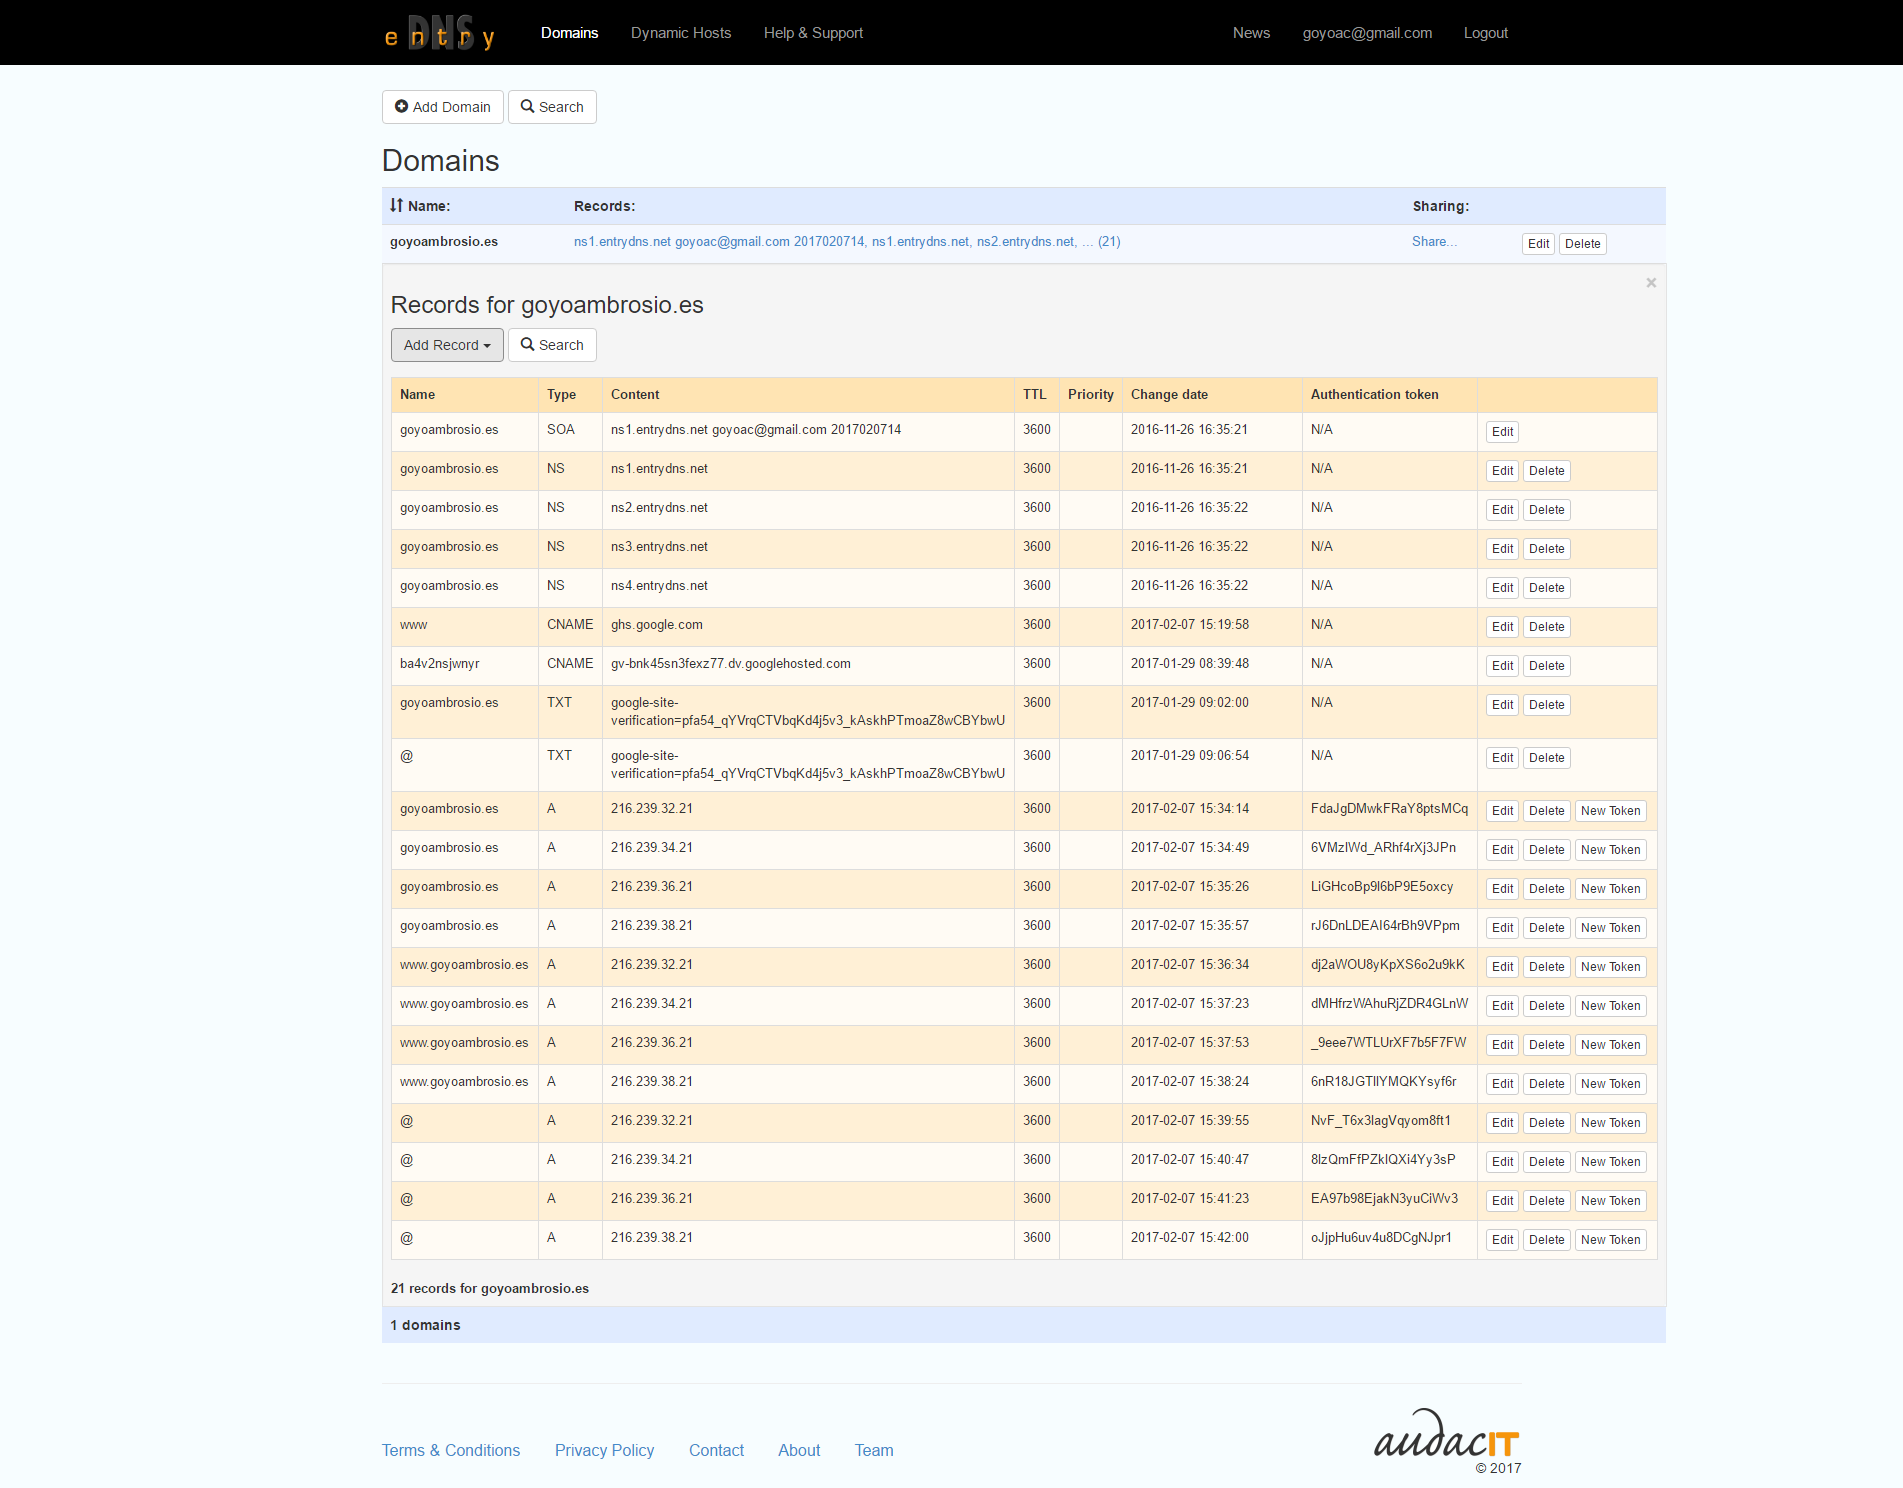 eDNSentry Domains Dynamic Hosts Help & Support News goyoac@gmail.com Logout
Add Domain Search
Domains
Name: Records: Sharing:
goyoambrosio.es ns1.entrydns.net goyoac@gmail.com 2017020714, ns1.entrydns.net, ns2.entrydns.net, ... (21) Share... Edit Delete
×
Records for goyoambrosio.es
Add Record Search
Name Type Content TTL Priority Change date Authentication token
goyoambrosio.es SOA ns1.entrydns.net goyoac@gmail.com 2017020714 3600 2016-11-26 16:35:21 N/A Edit
goyoambrosio.es NS ns1.entrydns.net 3600 2016-11-26 16:35:21 N/A Edit Delete
goyoambrosio.es NS ns2.entrydns.net 3600 2016-11-26 16:35:22 N/A Edit Delete
goyoambrosio.es NS ns3.entrydns.net 3600 2016-11-26 16:35:22 N/A Edit Delete
goyoambrosio.es NS ns4.entrydns.net 3600 2016-11-26 16:35:22 N/A Edit Delete
www CNAME ghs.google.com 3600 2017-02-07 15:19:58 N/A Edit Delete
ba4v2nsjwnyr CNAME gv-bnk45sn3fexz77.dv.googlehosted.com 3600 2017-01-29 08:39:48 N/A Edit Delete
goyoambrosio.es TXT google-site- 3600 2017-01-29 09:02:00 N/A Edit Delete
verification=pfa54_qYVrqCTVbqKd4j5v3_kAskhPTmoaZ8wCBYbwU
@ TXT google-site- 3600 2017-01-29 09:06:54 N/A Edit Delete
verification=pfa54_qYVrqCTVbqKd4j5v3_kAskhPTmoaZ8wCBYbwU
goyoambrosio.es A 216.239.32.21 3600 2017-02-07 15:34:14 FdaJgDMwkFRaY8ptsMCq Edit Delete New Token
goyoambrosio.es A 216.239.34.21 3600 2017-02-07 15:34:49 6VMzIWd_ARhf4rXj3JPn Edit Delete New Token
goyoambrosio.es A 216.239.36.21 3600 2017-02-07 15:35:26 LiGHcoBp9l6bP9E5oxcy Edit Delete New Token
goyoambrosio.es A 216.239.38.21 3600 2017-02-07 15:35:57 rJ6DnLDEAI64rBh9VPpm Edit Delete New Token
www.goyoambrosio.es A 216.239.32.21 3600 2017-02-07 15:36:34 dj2aWOU8yKpXS6o2u9kK Edit Delete New Token
www.goyoambrosio.es A 216.239.34.21 3600 2017-02-07 15:37:23 dMHfrzWAhuRjZDR4GLnW Edit Delete New Token
www.goyoambrosio.es A 216.239.36.21 3600 2017-02-07 15:37:53 _9eee7WTLUrXF7b5F7FW Edit Delete New Token
www.goyoambrosio.es A 216.239.38.21 3600 2017-02-07 15:38:24 6nR18JGTIIYMQKYsyf6r Edit Delete New Token
@ A 216.239.32.21 3600 2017-02-07 15:39:55 NvF_T6x3IagVqyom8ft1 Edit Delete New Token
@ A 216.239.34.21 3600 2017-02-07 15:40:47 8IzQmFfPZkIQXi4Yy3sP Edit Delete New Token
@ A 216.239.36.21 3600 2017-02-07 15:41:23 EA97b98EjakN3yuCiWv3 Edit Delete New Token
@ A 216.239.38.21 3600 2017-02-07 15:42:00 oJjpHu6uv4u8DCgNJpr1 Edit Delete New Token
21 records for goyoambrosio.es
1 domains
Terms & Conditions Privacy Policy Contact About Team audacIT
© 2017